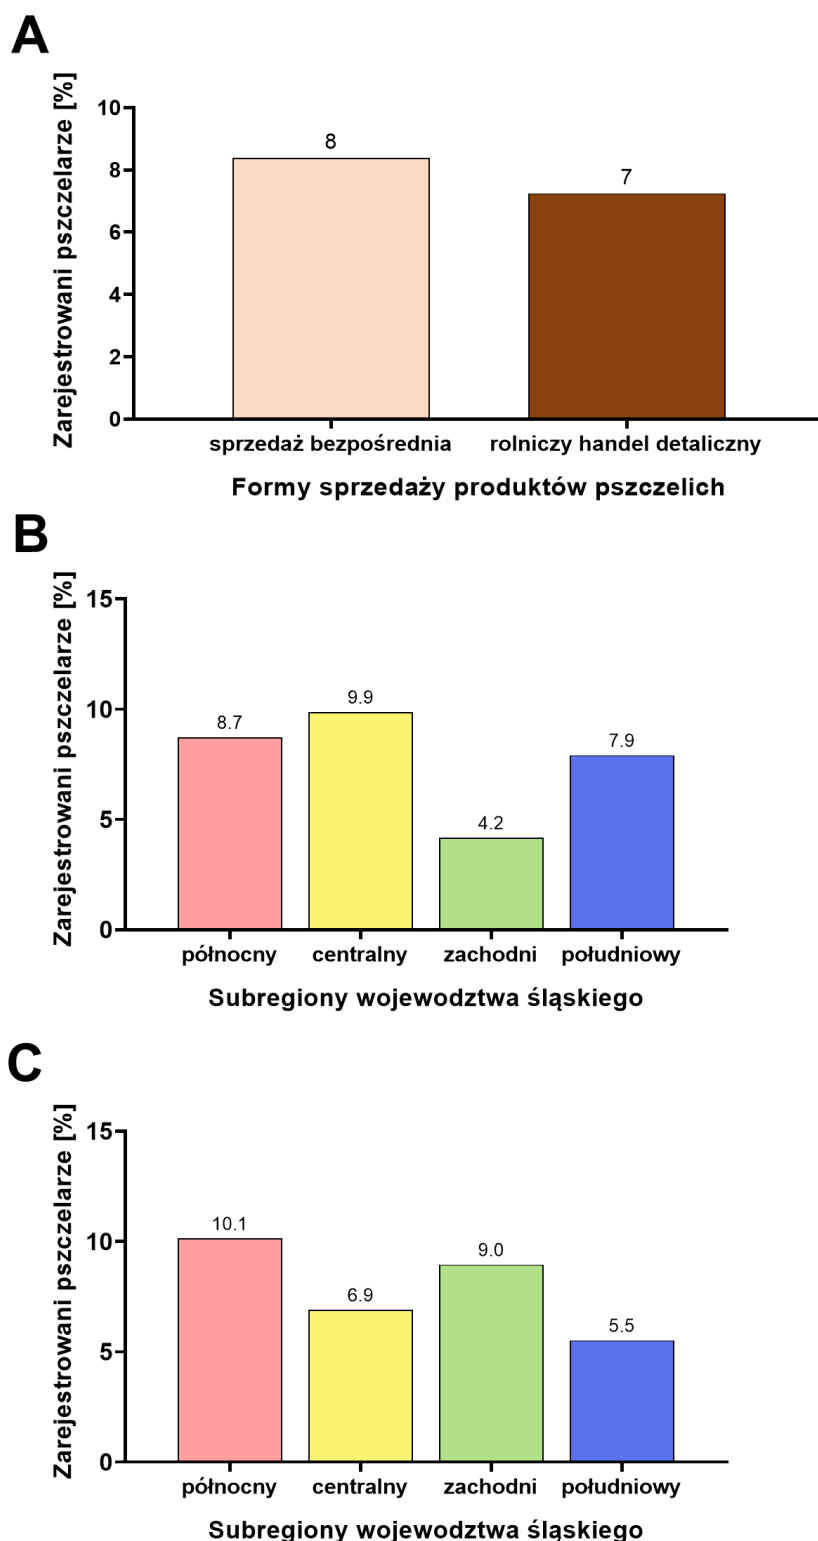 A
Zarejestrowani pszczelarze [%]
10
8
6
4
2
0
8
7
sprzedaż bezpośrednia
rolniczy handel detaliczny
Formy sprzedaży produktów pszczelich
B
Zarejestrowani pszczelarze [%]
15
10
5
0
8.7
9.9
4.2
7.9
północny
centralny
zachodni
południowy
Subregiony wojewodztwa śląskiego
C
Zarejestrowani pszczelarze [%]
15
10
5
0
10.1
6.9
9.0
5.5
północny
centralny
zachodni
południowy
Subregiony wojewodztwa śląskiego